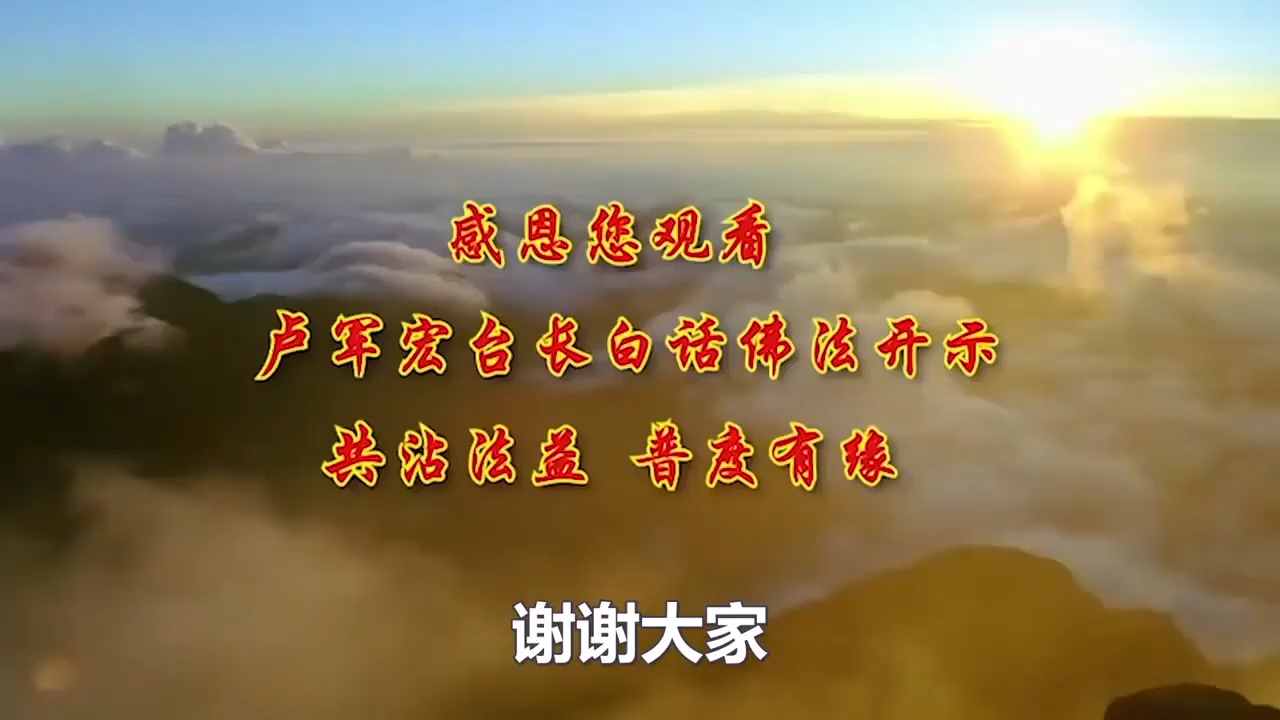 感恩您观看
卢军宏台长白话佛法开示
共沾法益 普度有缘
谢谢大家